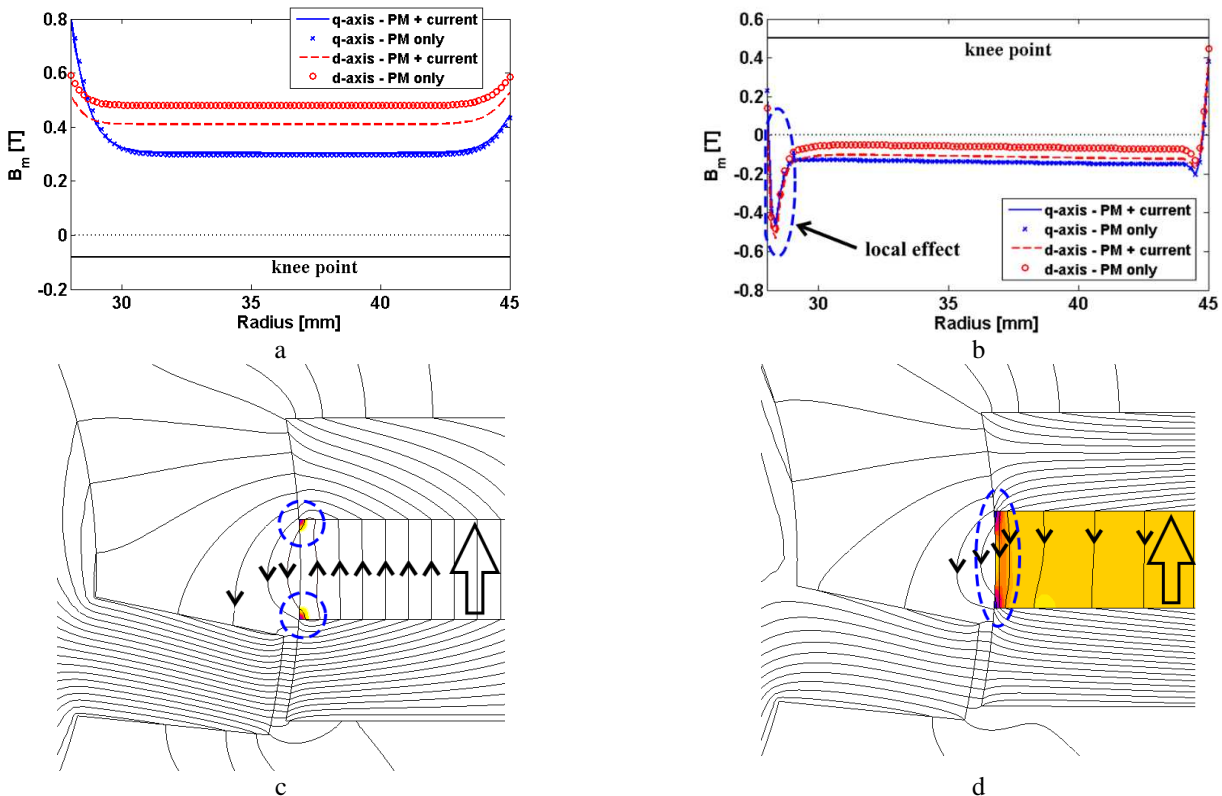 0.8
0.6
0.4
0.2
0
-0.2
B_m [T]
q-axis - PM + current
q-axis - PM only
d-axis - PM + current
d-axis - PM only
knee point
30
35
40
45
Radius [mm]
a
0.6
0.4
0.2
0
-0.2
-0.4
-0.6
-0.8
B_m [T]
knee point
local effect
q-axis - PM + current
q-axis - PM only
d-axis - PM + current
d-axis - PM only
30
35
40
45
Radius [mm]
b
c
d